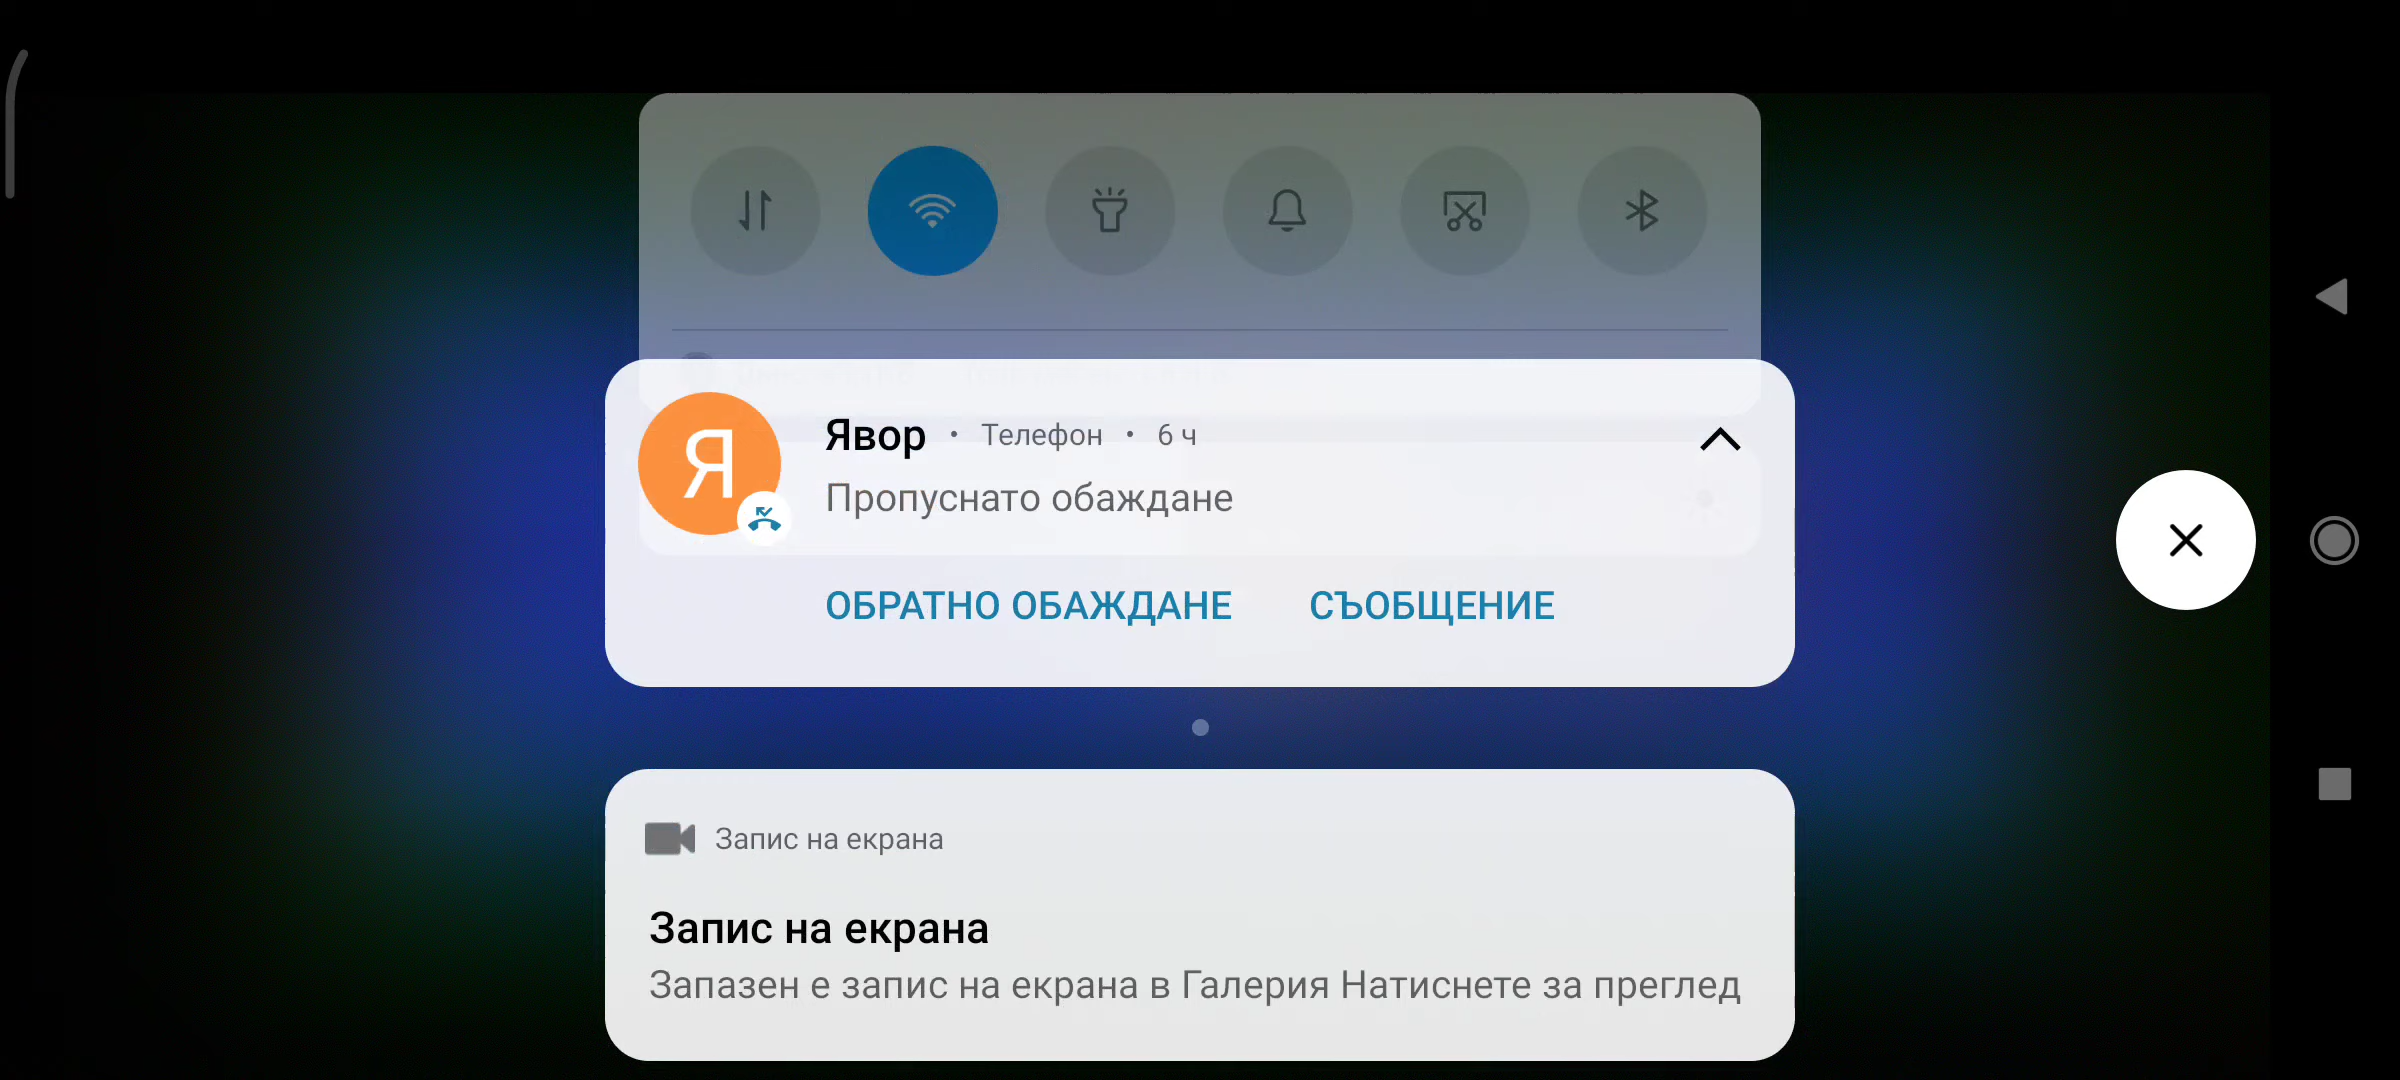 Я
Явор • Телефон • 6 ч
Пропуснато обаждане
ОБРАТНО ОБАЖДАНЕ СЪОБЩЕНИЕ
Запис на екрана
Запис на екрана
Запазен е запис на екрана в Галерия Натиснете за преглед